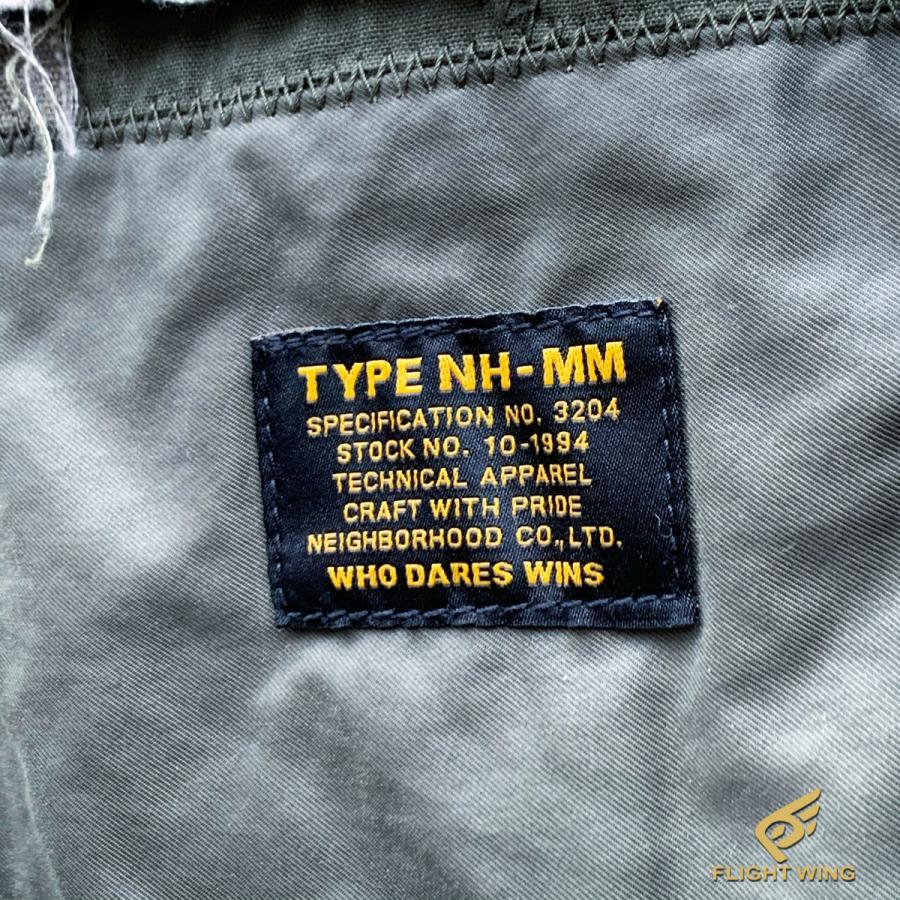 TYPE NH-MM
SPECIFICATION NO. 3204
STOCK NO. 10-1994
TECHNICAL APPAREL
CRAFT WITH PRIDE
NEIGHBORHOOD CO.,LTD.
WHO DARES WINS
FLIGHT WING